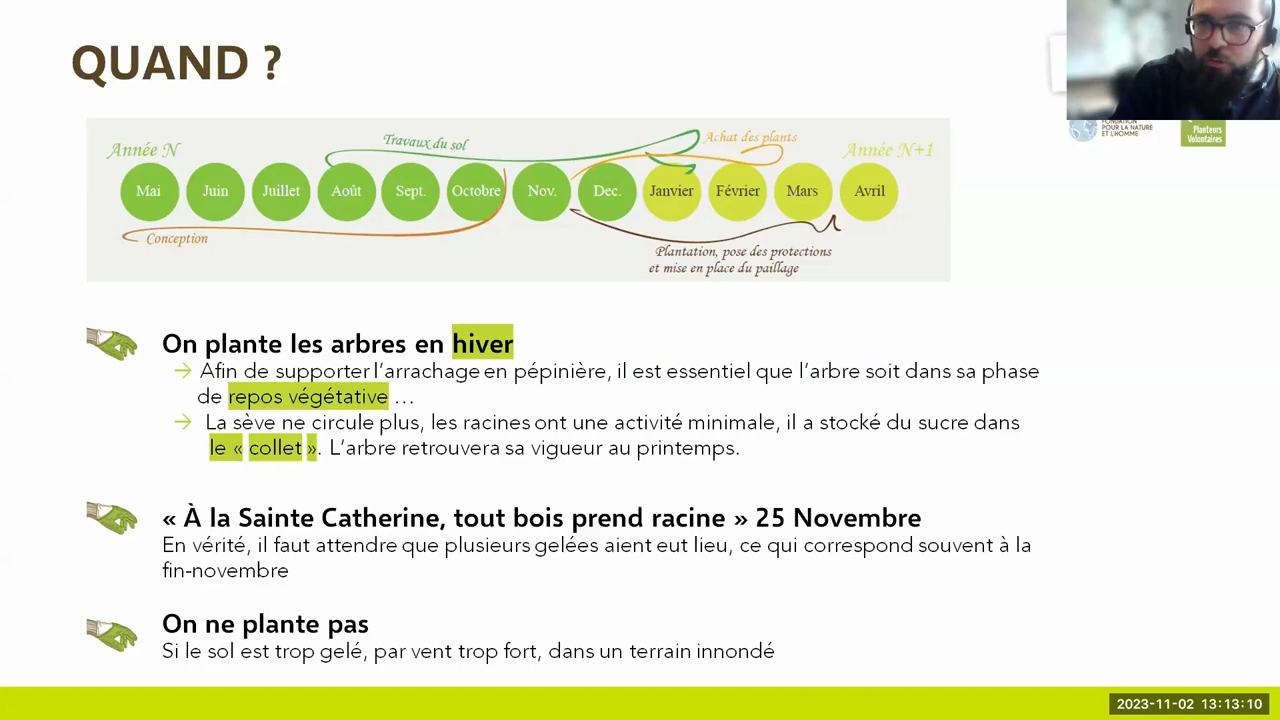 QUAND ?
FONDATION
POUR LA NATURE
ET L'HOMME
Planteurs
Volontaires
Année N
Travaux du sol
Achat des plants
Année N+1
Mai Juin Juillet Août Sept. Octobre Nov. Dec. Janvier Février Mars Avril
Conception
Plantation, pose des protections
et mise en place du paillage
On plante les arbres en hiver
→ Afin de supporter l'arrachage en pépinière, il est essentiel que l'arbre soit dans sa phase
de repos végétative ...
→ La sève ne circule plus, les racines ont une activité minimale, il a stocké du sucre dans
le « collet ». L'arbre retrouvera sa vigueur au printemps.
« À la Sainte Catherine, tout bois prend racine » 25 Novembre
En vérité, il faut attendre que plusieurs gelées aient eut lieu, ce qui correspond souvent à la
fin-novembre
On ne plante pas
Si le sol est trop gelé, par vent trop fort, dans un terrain innondé
2023-11-02 13:13:10